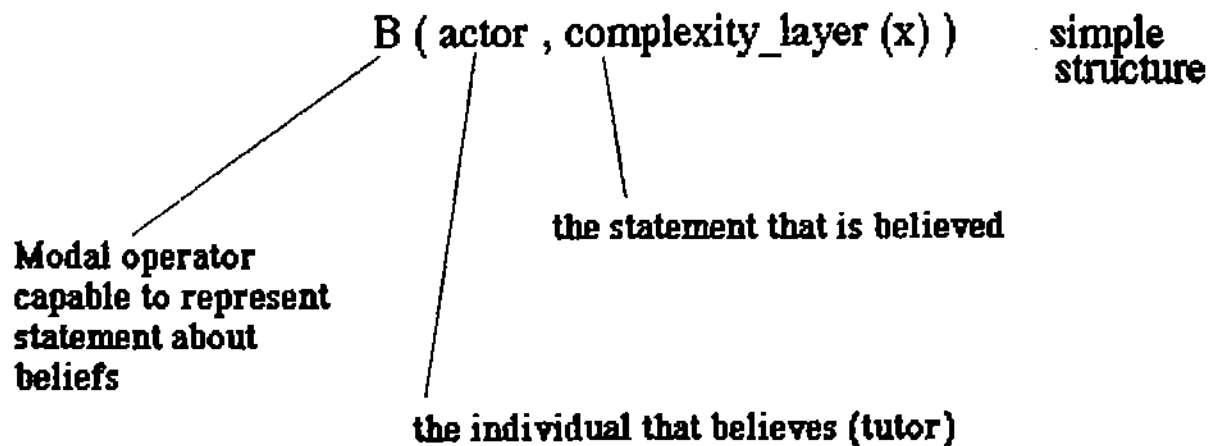 B ( actor , complexity_layer (x) ) simple
structure
the statement that is believed
Modal operator
capable to represent
statement about
beliefs
the individual that believes (tutor)